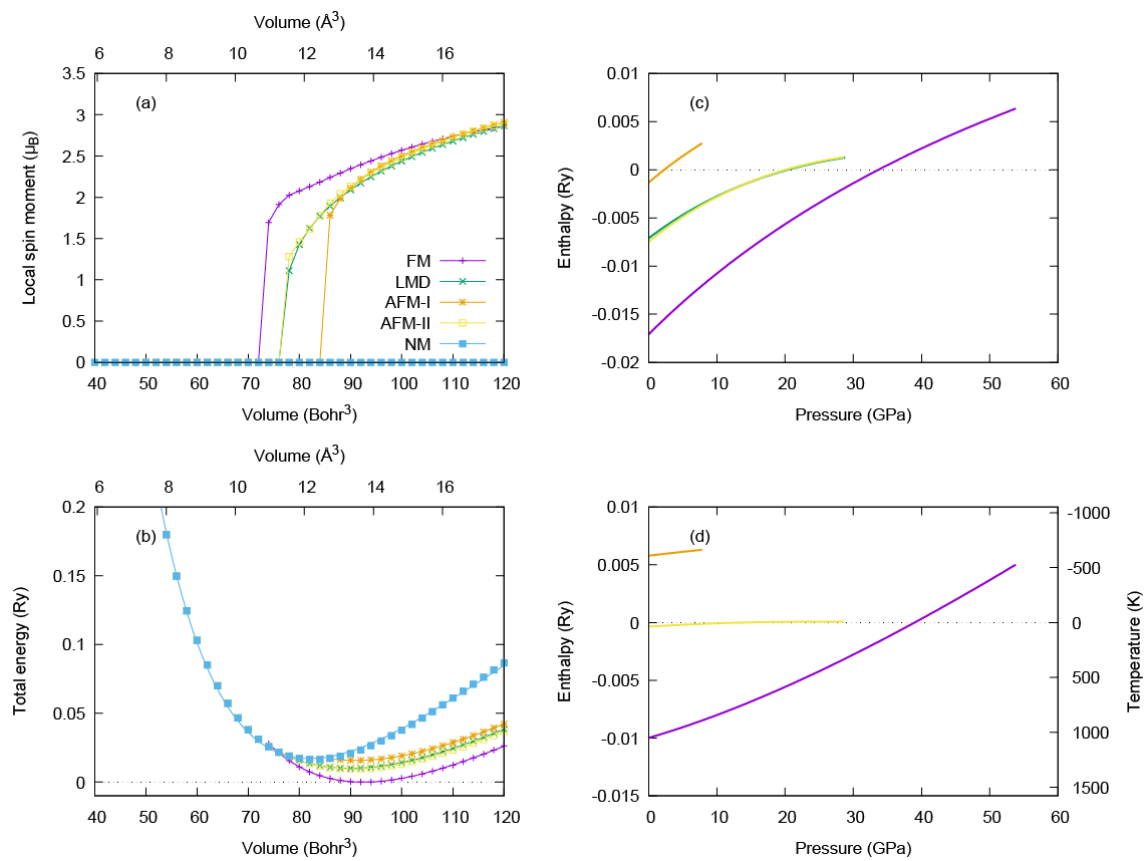 Volume (Å3)
6 8 10 12 14 16
3.5
3
2.5
2
1.5
1
0.5
0
Local spin moment (μB)
(a)
FM
LMD
AFM-I
AFM-II
NM
40 50 60 70 80 90 100 110 120
Volume (Bohr3)
0.01
0.005
0
-0.005
-0.01
-0.015
-0.02
Enthalpy (Ry)
(c)
0 10 20 30 40 50 60
Pressure (GPa)
Volume (Å3)
6 8 10 12 14 16
0.2
0.15
0.1
0.05
0
Total energy (Ry)
(b)
40 50 60 70 80 90 100 110 120
Volume (Bohr3)
0.01
0.005
0
-0.005
-0.01
-0.015
Enthalpy (Ry)
(d)
-1000
-500
0
500
1000
1500
Temperature (K)
0 10 20 30 40 50 60
Pressure (GPa)